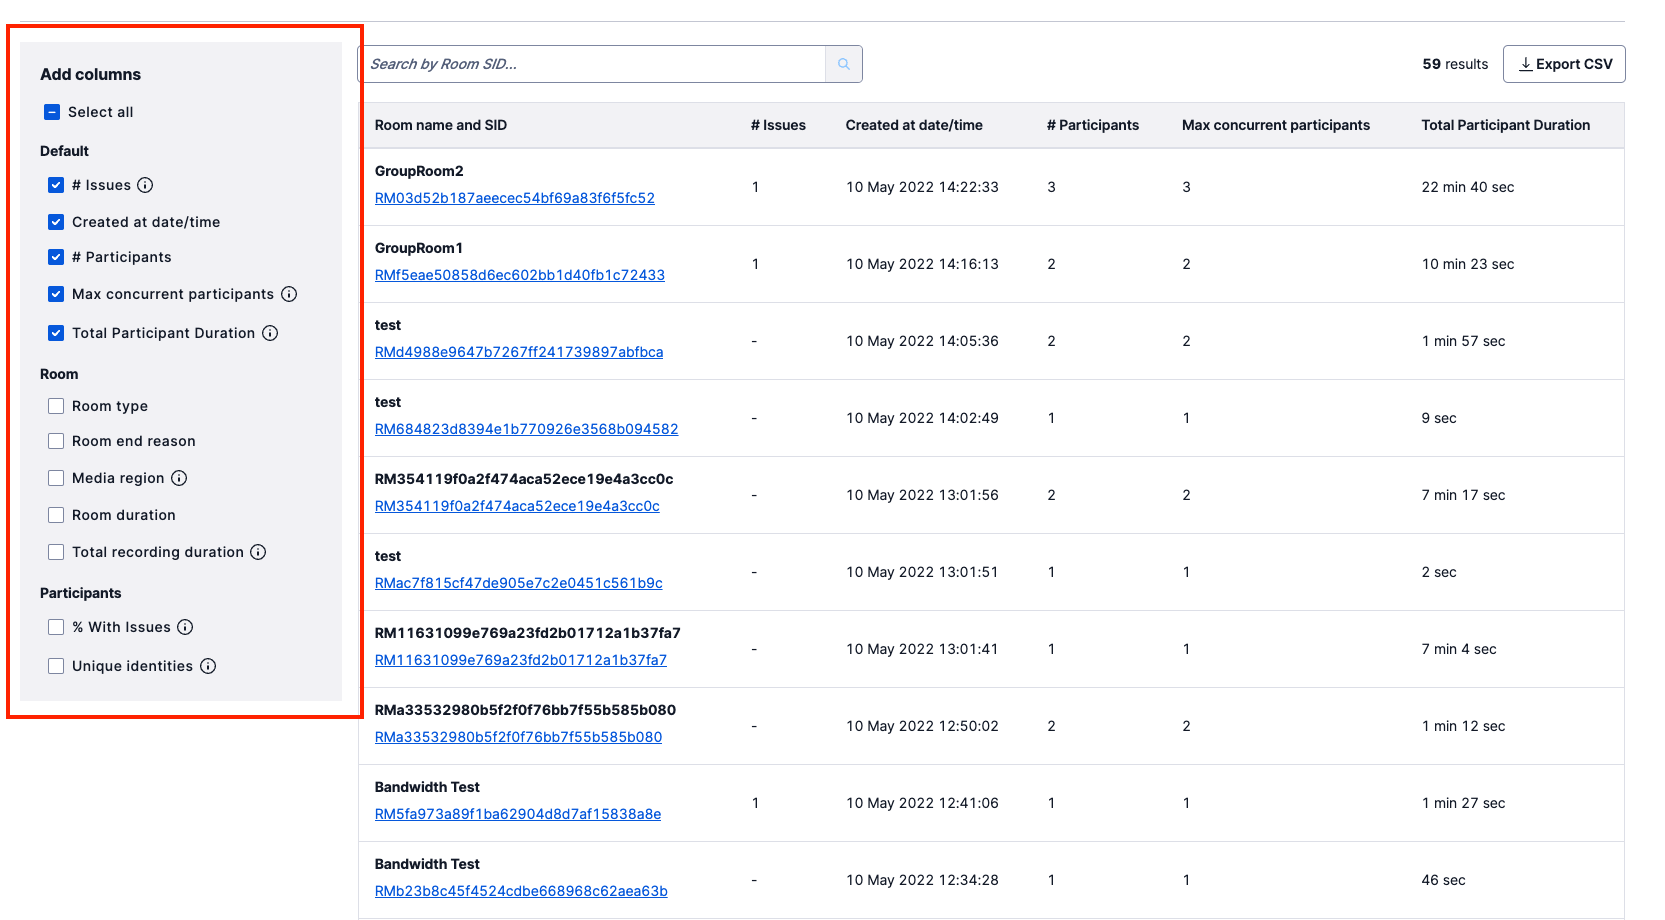 Add columns
Select all
Default
# Issues
Created at date/time
# Participants
Max concurrent participants
Total Participant Duration
Room
Room type
Room end reason
Media region
Room duration
Total recording duration
Participants
% With Issues
Unique identities
Search by Room SID...
59 results
Export CSV
Room name and SID # Issues Created at date/time # Participants Max concurrent participants Total Participant Duration
GroupRoom2
RM03d52b187aeecec54bf69a83f6f5fc52 1 10 May 2022 14:22:33 3 3 22 min 40 sec
GroupRoom1
RMf5eae50858d6ec602bb1d40fb1c72433 1 10 May 2022 14:16:13 2 2 10 min 23 sec
test
RMd4988e9647b7267ff241739897abfbca - 10 May 2022 14:05:36 2 2 1 min 57 sec
test
RM684823d8394e1b770926e3568b094582 - 10 May 2022 14:02:49 1 1 9 sec
RM354119f0a2f474aca52ece19e4a3cc0c
RM354119f0a2f474aca52ece19e4a3cc0c - 10 May 2022 13:01:56 2 2 7 min 17 sec
test
RMac7f815cf47de905e7c2e0451c561b9c - 10 May 2022 13:01:51 1 1 2 sec
RM11631099e769a23fd2b01712a1b37fa7
RM11631099e769a23fd2b01712a1b37fa7 - 10 May 2022 13:01:41 1 1 7 min 4 sec
RMa33532980b5f2f0f76bb7f55b585b080
RMa33532980b5f2f0f76bb7f55b585b080 - 10 May 2022 12:50:02 2 2 1 min 12 sec
Bandwidth Test
RM5fa973a89f1ba62904d8d7af15838a8e 1 10 May 2022 12:41:06 1 1 1 min 27 sec
Bandwidth Test
RMb23b8c45f4524cdbe668968c62aea63b - 10 May 2022 12:34:28 1 1 46 sec